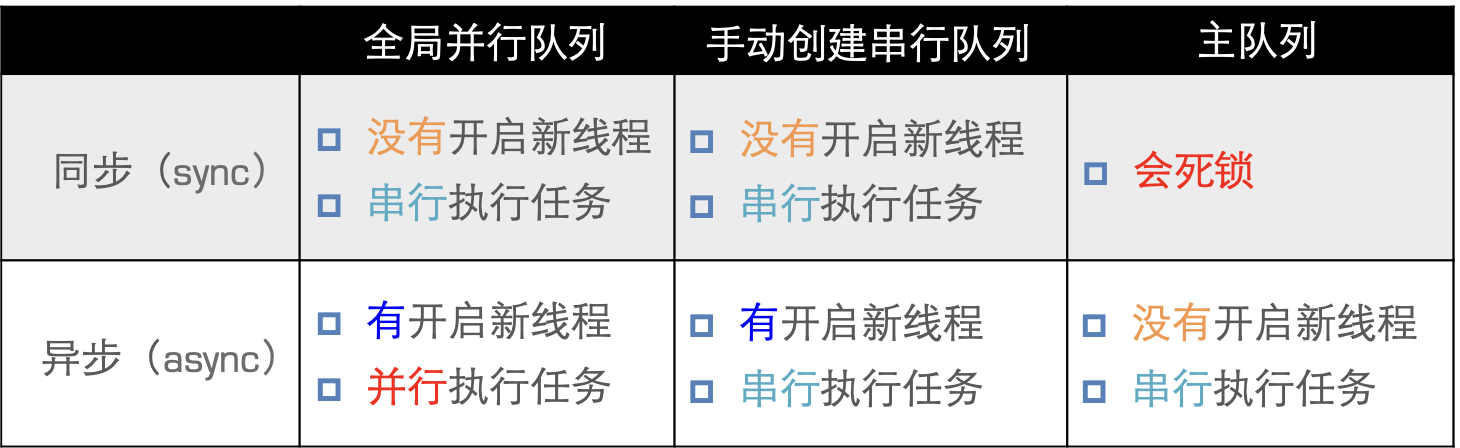 全局并行队列 手动创建串行队列 主队列
同步（sync） 没有开启新线程 没有开启新线程 会死锁
串行执行任务 串行执行任务
异步（async） 有开启新线程 有开启新线程 没有开启新线程
并行执行任务 串行执行任务 串行执行任务